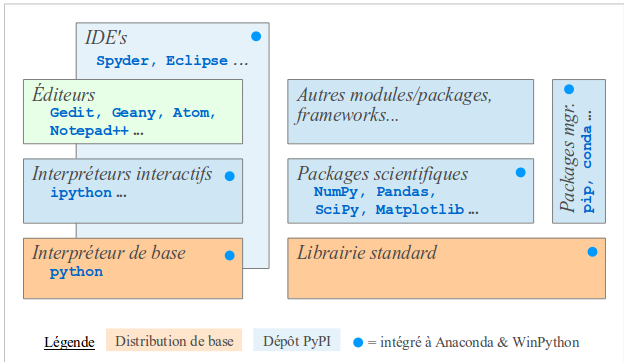 IDE's
Spyder, Eclipse ...
Éditeurs
Gedit, Geany, Atom,
Notepad++ ...
Interpréteurs interactifs
ipython ...
Interpréteur de base
python
Autres modules/packages,
frameworks...
Packages scientifiques
NumPy, Pandas,
SciPy, Matplotlib ...
Packages mgr.
pip, conda ...
Librairie standard
Légende
Distribution de base
Dépôt PyPI
= intégré à Anaconda & WinPython